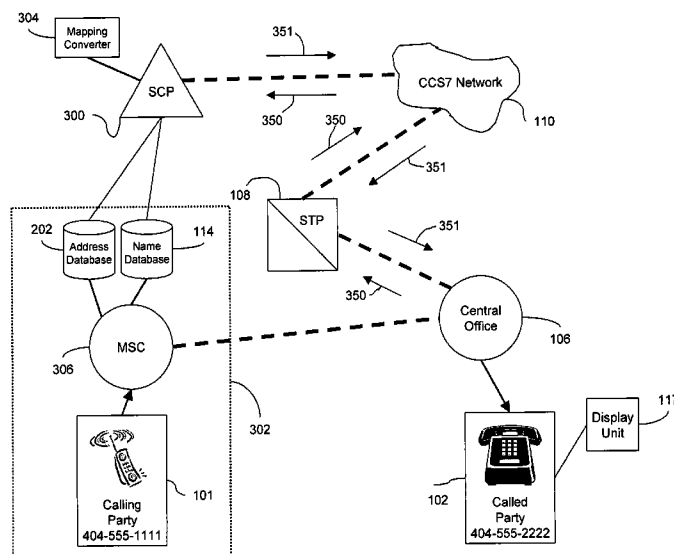 304
Mapping
Converter
351
SCP
CCS7 Network
300
350
350
110
108
351
202
Address
Database
Name
Database
114
STP
351
350
Central
Office
106
MSC
306
302
117
Display
Unit
101
Calling
Party
404-555-1111
102
Called
Party
404-555-2222